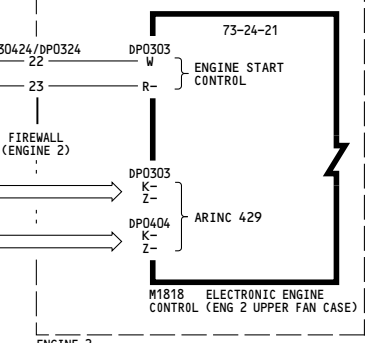 73-24-21
30424/DP0324 DP0303
22 W
ENGINE START
CONTROL
23 R-
FIREWALL
(ENGINE 2)
DP0303
K-
Z-
ARINC 429
DP0404
K-
Z-
M1818 ELECTRONIC ENGINE
CONTROL (ENG 2 UPPER FAN CASE)
ENGINE 2